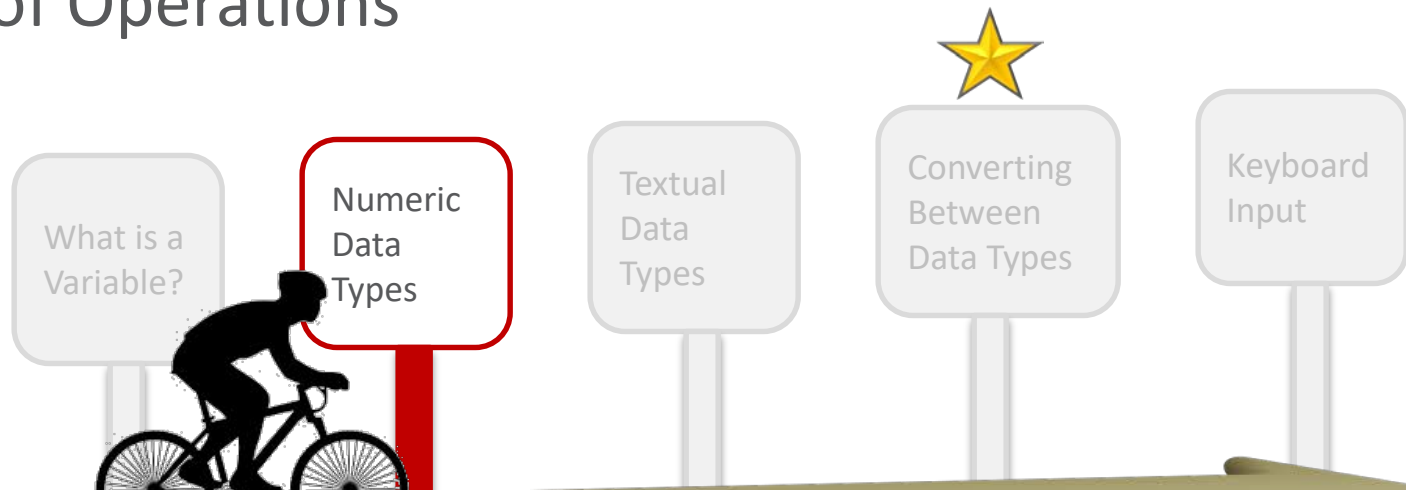 of Operations
What is a
Variable?
Numeric
Data
Types
Textual
Data
Types
Converting
Between
Data Types
Keyboard
Input